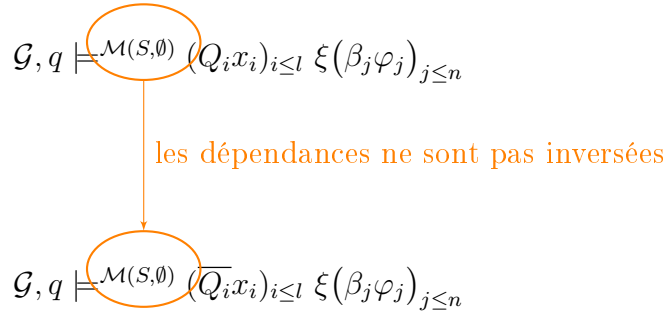 𝒢, q ⊨^{ℳ(S,∅)} (Q_i x_i)_{i≤l} ξ(β_j φ_j)_{j≤n}
les dépendances ne sont pas inversées
𝒢, q ⊨^{ℳ(S,∅)} (\overline{Q_i} x_i)_{i≤l} ξ(β_j φ_j)_{j≤n}